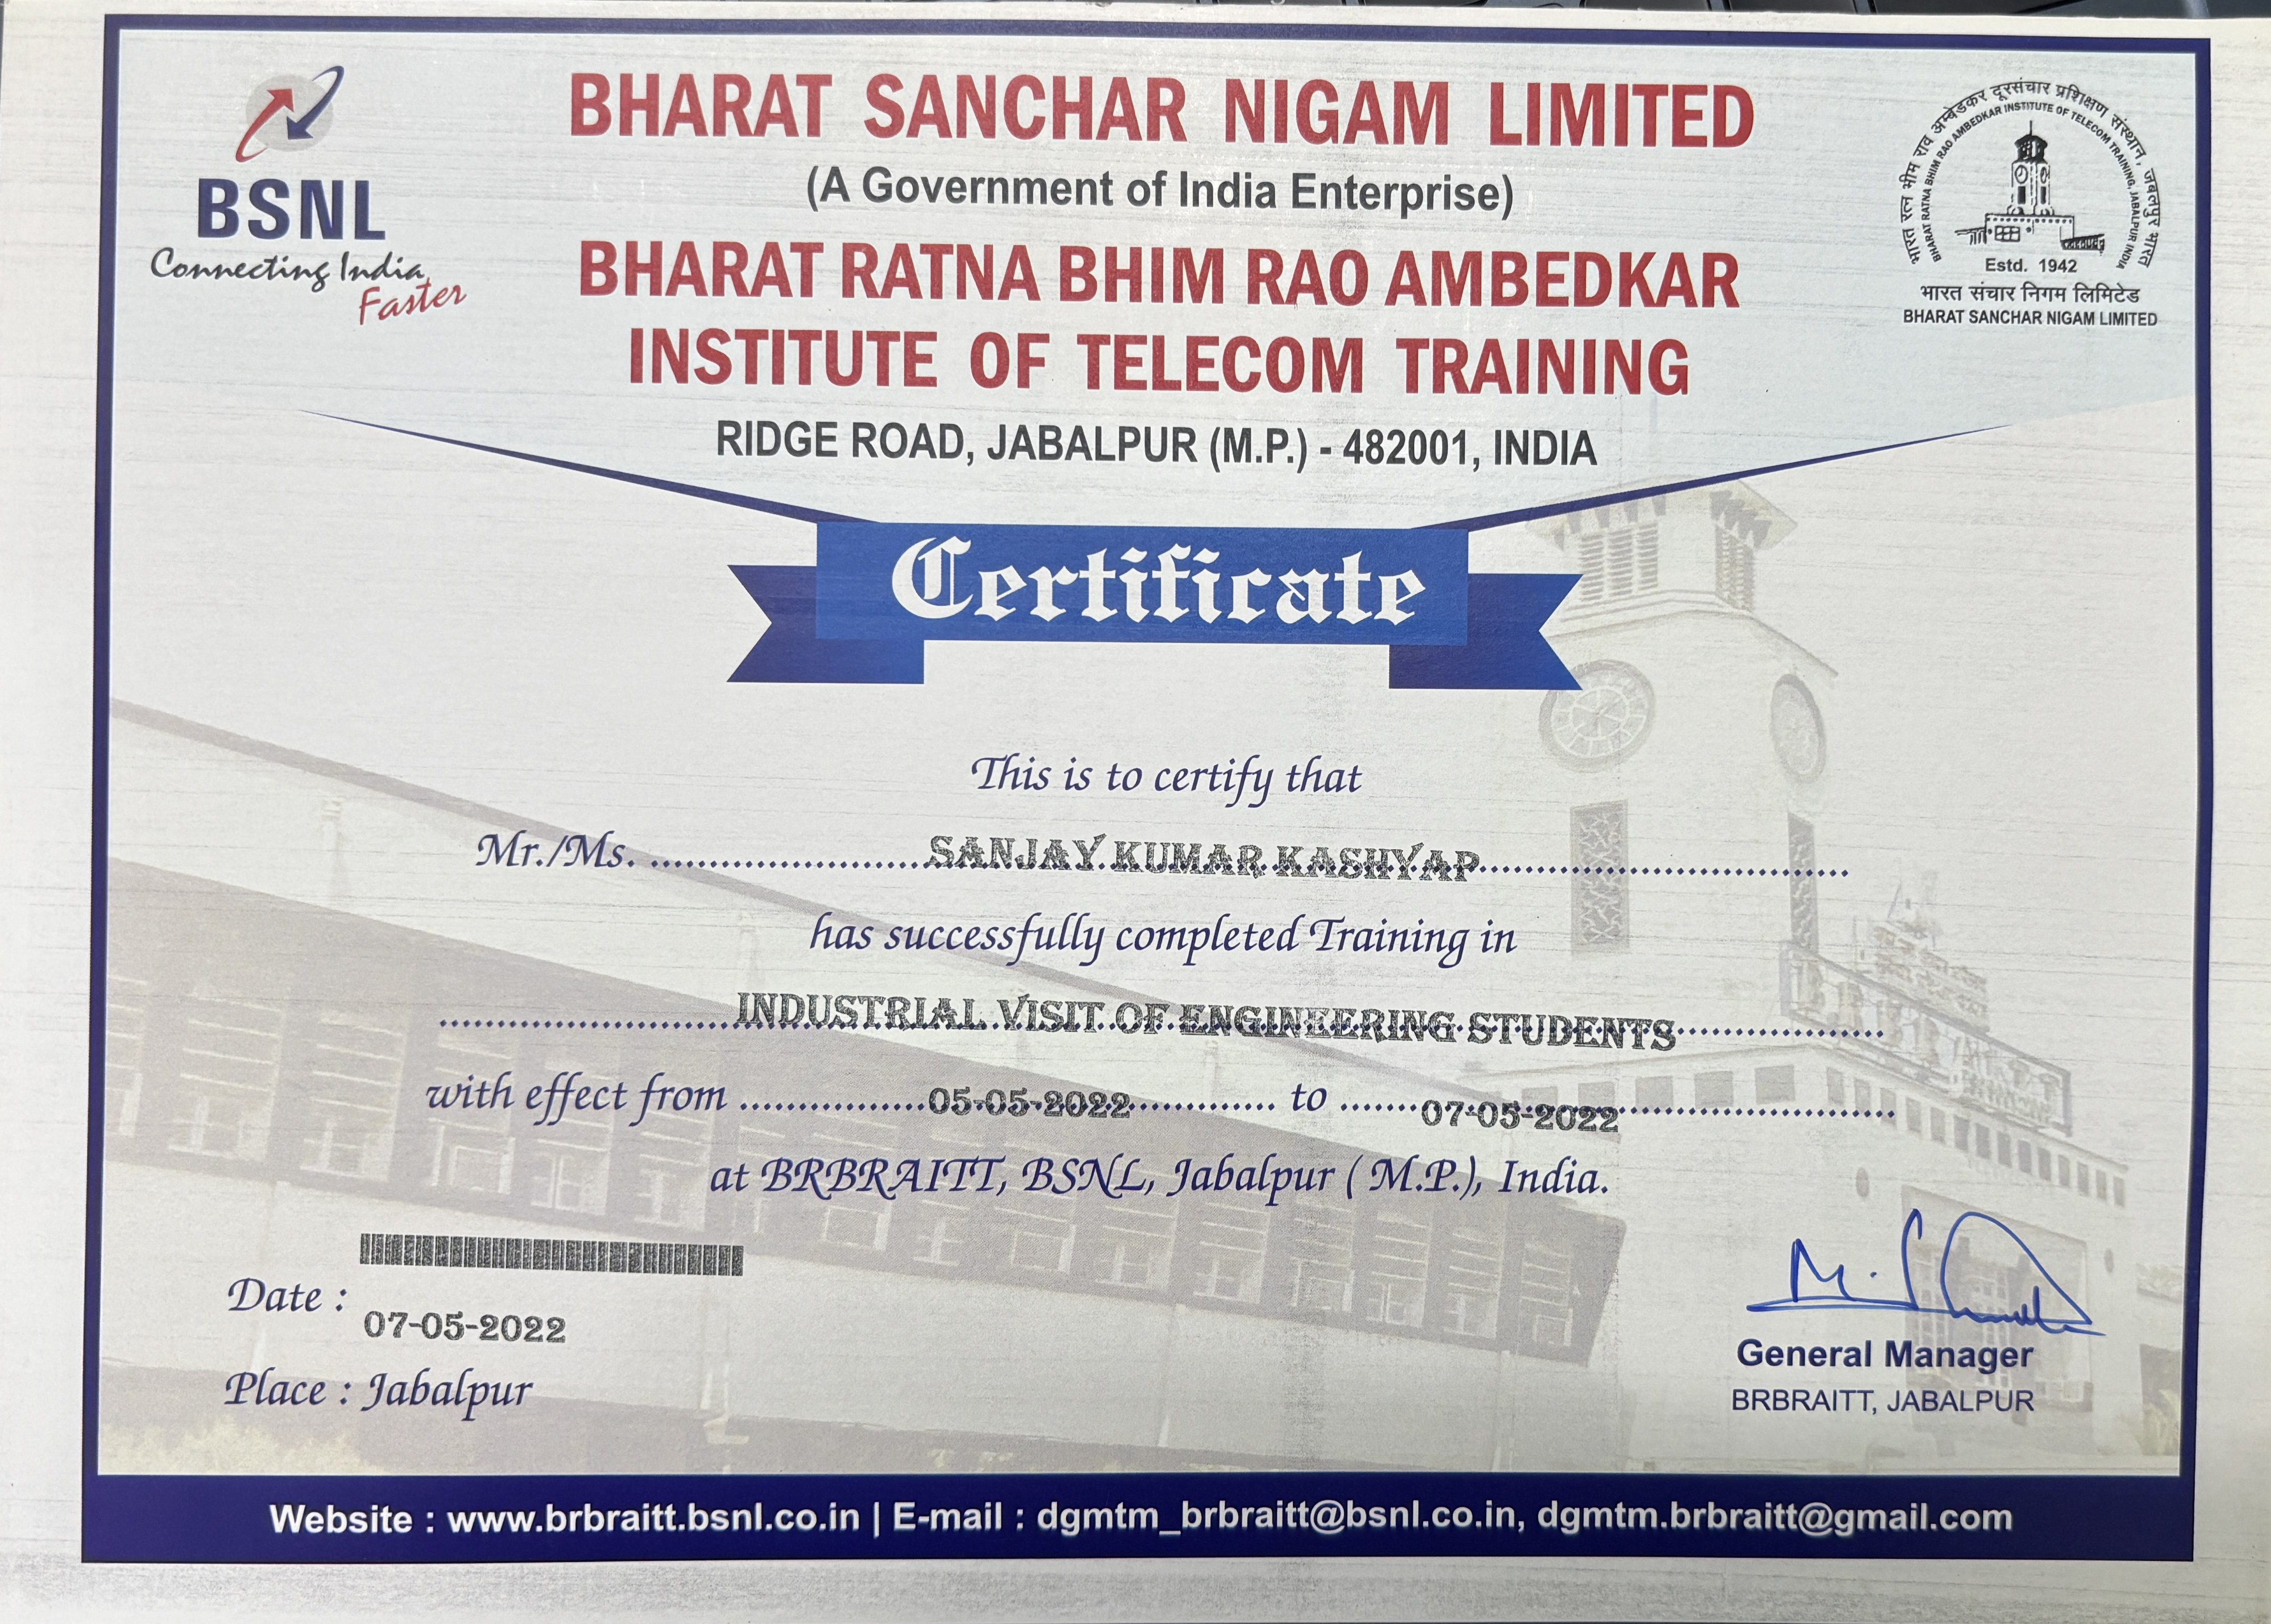 BSNL
Connecting India
Faster
BHARAT SANCHAR NIGAM LIMITED
(A Government of India Enterprise)
BHARAT RATNA BHIM RAO AMBEDKAR
INSTITUTE OF TELECOM TRAINING
RIDGE ROAD, JABALPUR (M.P.) - 482001, INDIA
भारत रत्न भीम राव अम्बेडकर दूरसंचार प्रशिक्षण संस्थान, जबलपुर भारत
BHARAT RATNA BHIM RAO AMBEDKAR INSTITUTE OF TELECOM TRAINING, JABALPUR INDIA
Estd. 1942
भारत संचार निगम लिमिटेड
BHARAT SANCHAR NIGAM LIMITED
Certificate
This is to certify that
Mr./Ms. SANJAY KUMAR KASHYAP
has successfully completed Training in
INDUSTRIAL VISIT OF ENGINEERING STUDENTS
with effect from 05-05-2022 to 07-05-2022
at BRBRAITT, BSNL, Jabalpur ( M.P.), India.
Date : 07-05-2022
Place : Jabalpur
General Manager
BRBRAITT, JABALPUR
Website : www.brbraitt.bsnl.co.in | E-mail : dgmtm_brbraitt@bsnl.co.in, dgmtm.brbraitt@gmail.com